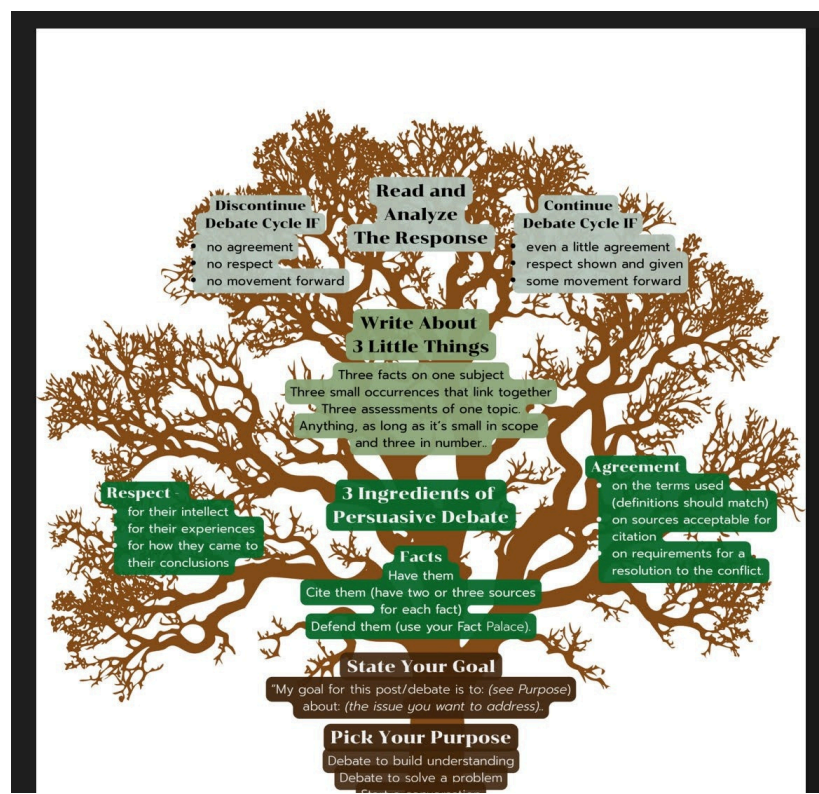 Read and
Analyze
The Response
Discontinue
Debate Cycle IF
no agreement
no respect
no movement forward
Continue
Debate Cycle IF
even a little agreement
respect shown and given
some movement forward
Write About
3 Little Things
Three facts on one subject
Three small occurrences that link together
Three assessments of one topic.
Anything, as long as it's small in scope
and three in number..
3 Ingredients of
Persuasive Debate
Respect -
for their intellect
for their experiences
for how they came to
their conclusions
Agreement
on the terms used
(definitions should match)
on sources acceptable for
citation
on requirements for a
resolution to the conflict.
Facts
Have them
Cite them (have two or three sources
for each fact)
Defend them (use your Fact Palace).
State Your Goal
"My goal for this post/debate is to: (see Purpose)
about: (the issue you want to address)..
Pick Your Purpose
Debate to build understanding
Debate to solve a problem